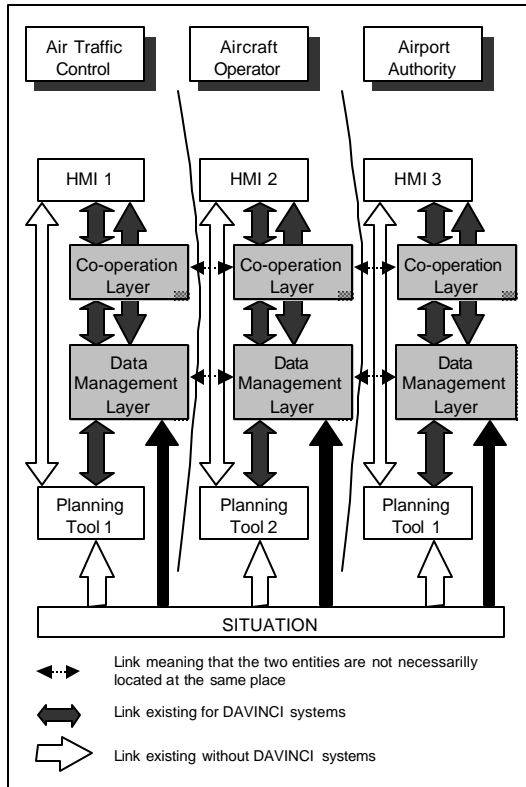 Air Traffic
Control
Aircraft
Operator
Airport
Authority
HMI 1
HMI 2
HMI 3
Co-operation
Layer
Co-operation
Layer
Co-operation
Layer
Data
Management
Layer
Data
Management
Layer
Data
Management
Layer
Planning
Tool 1
Planning
Tool 2
Planning
Tool 1
SITUATION
Link meaning that the two entities are not necessarilly
located at the same place
Link existing for DAVINCI systems
Link existing without DAVINCI systems